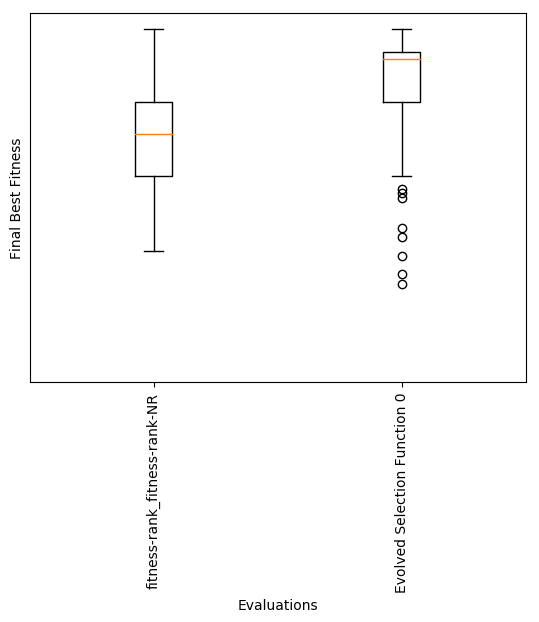 Final Best Fitness
fitness-rank_fitness-rank-NR
Evolved Selection Function 0
Evaluations